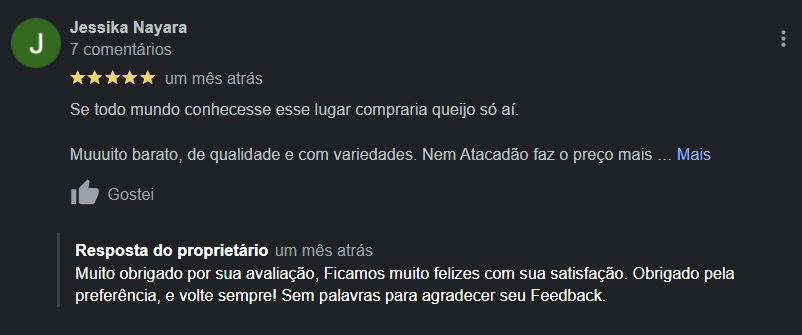 J
Jessika Nayara
7 comentários
um mês atrás
Se todo mundo conhecesse esse lugar compraria queijo só aí.
Muuuito barato, de qualidade e com variedades. Nem Atacadão faz o preço mais ... Mais
Gostei
Resposta do proprietário um mês atrás
Muito obrigado por sua avaliação, Ficamos muito felizes com sua satisfação. Obrigado pela
preferência, e volte sempre! Sem palavras para agradecer seu Feedback.